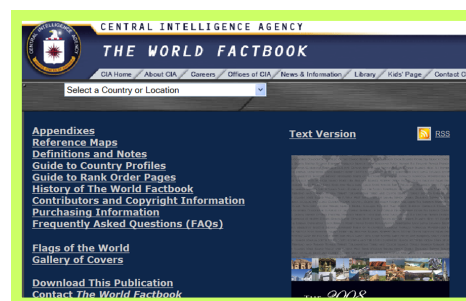 CENTRAL INTELLIGENCE AGENCY
THE WORLD FACTBOOK
CIA Home / About CIA / Careers / Offices of CIA / News & Information / Library / Kids' Page / Contact C
Select a Country or Location
Appendixes
Reference Maps
Definitions and Notes
Guide to Country Profiles
Guide to Rank Order Pages
History of The World Factbook
Contributors and Copyright Information
Purchasing Information
Frequently Asked Questions (FAQs)
Flags of the World
Gallery of Covers
Download This Publication
Contact The World Factbook
Text Version
RSS
THE 2008